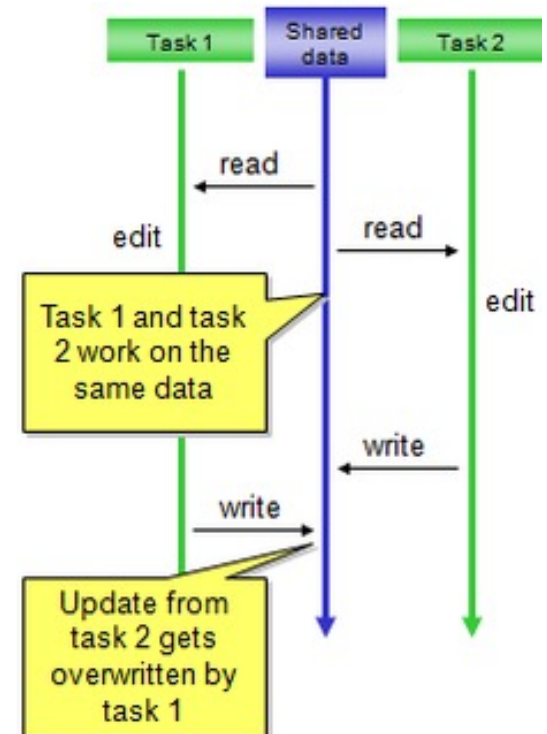 Task 1
Shared
data
Task 2
read
read
edit
edit
Task 1 and task
2 work on the
same data
write
write
Update from
task 2 gets
overwritten by
task 1